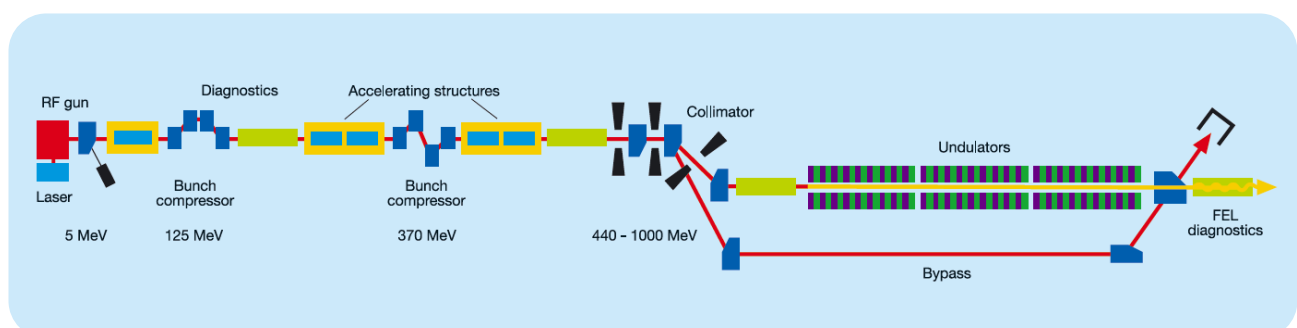 Diagnostics
Accelerating structures
RF gun
Collimator
Undulators
Laser
Bunch
compressor
Bunch
compressor
5 MeV
125 MeV
370 MeV
440 – 1000 MeV
FEL
diagnostics
Bypass